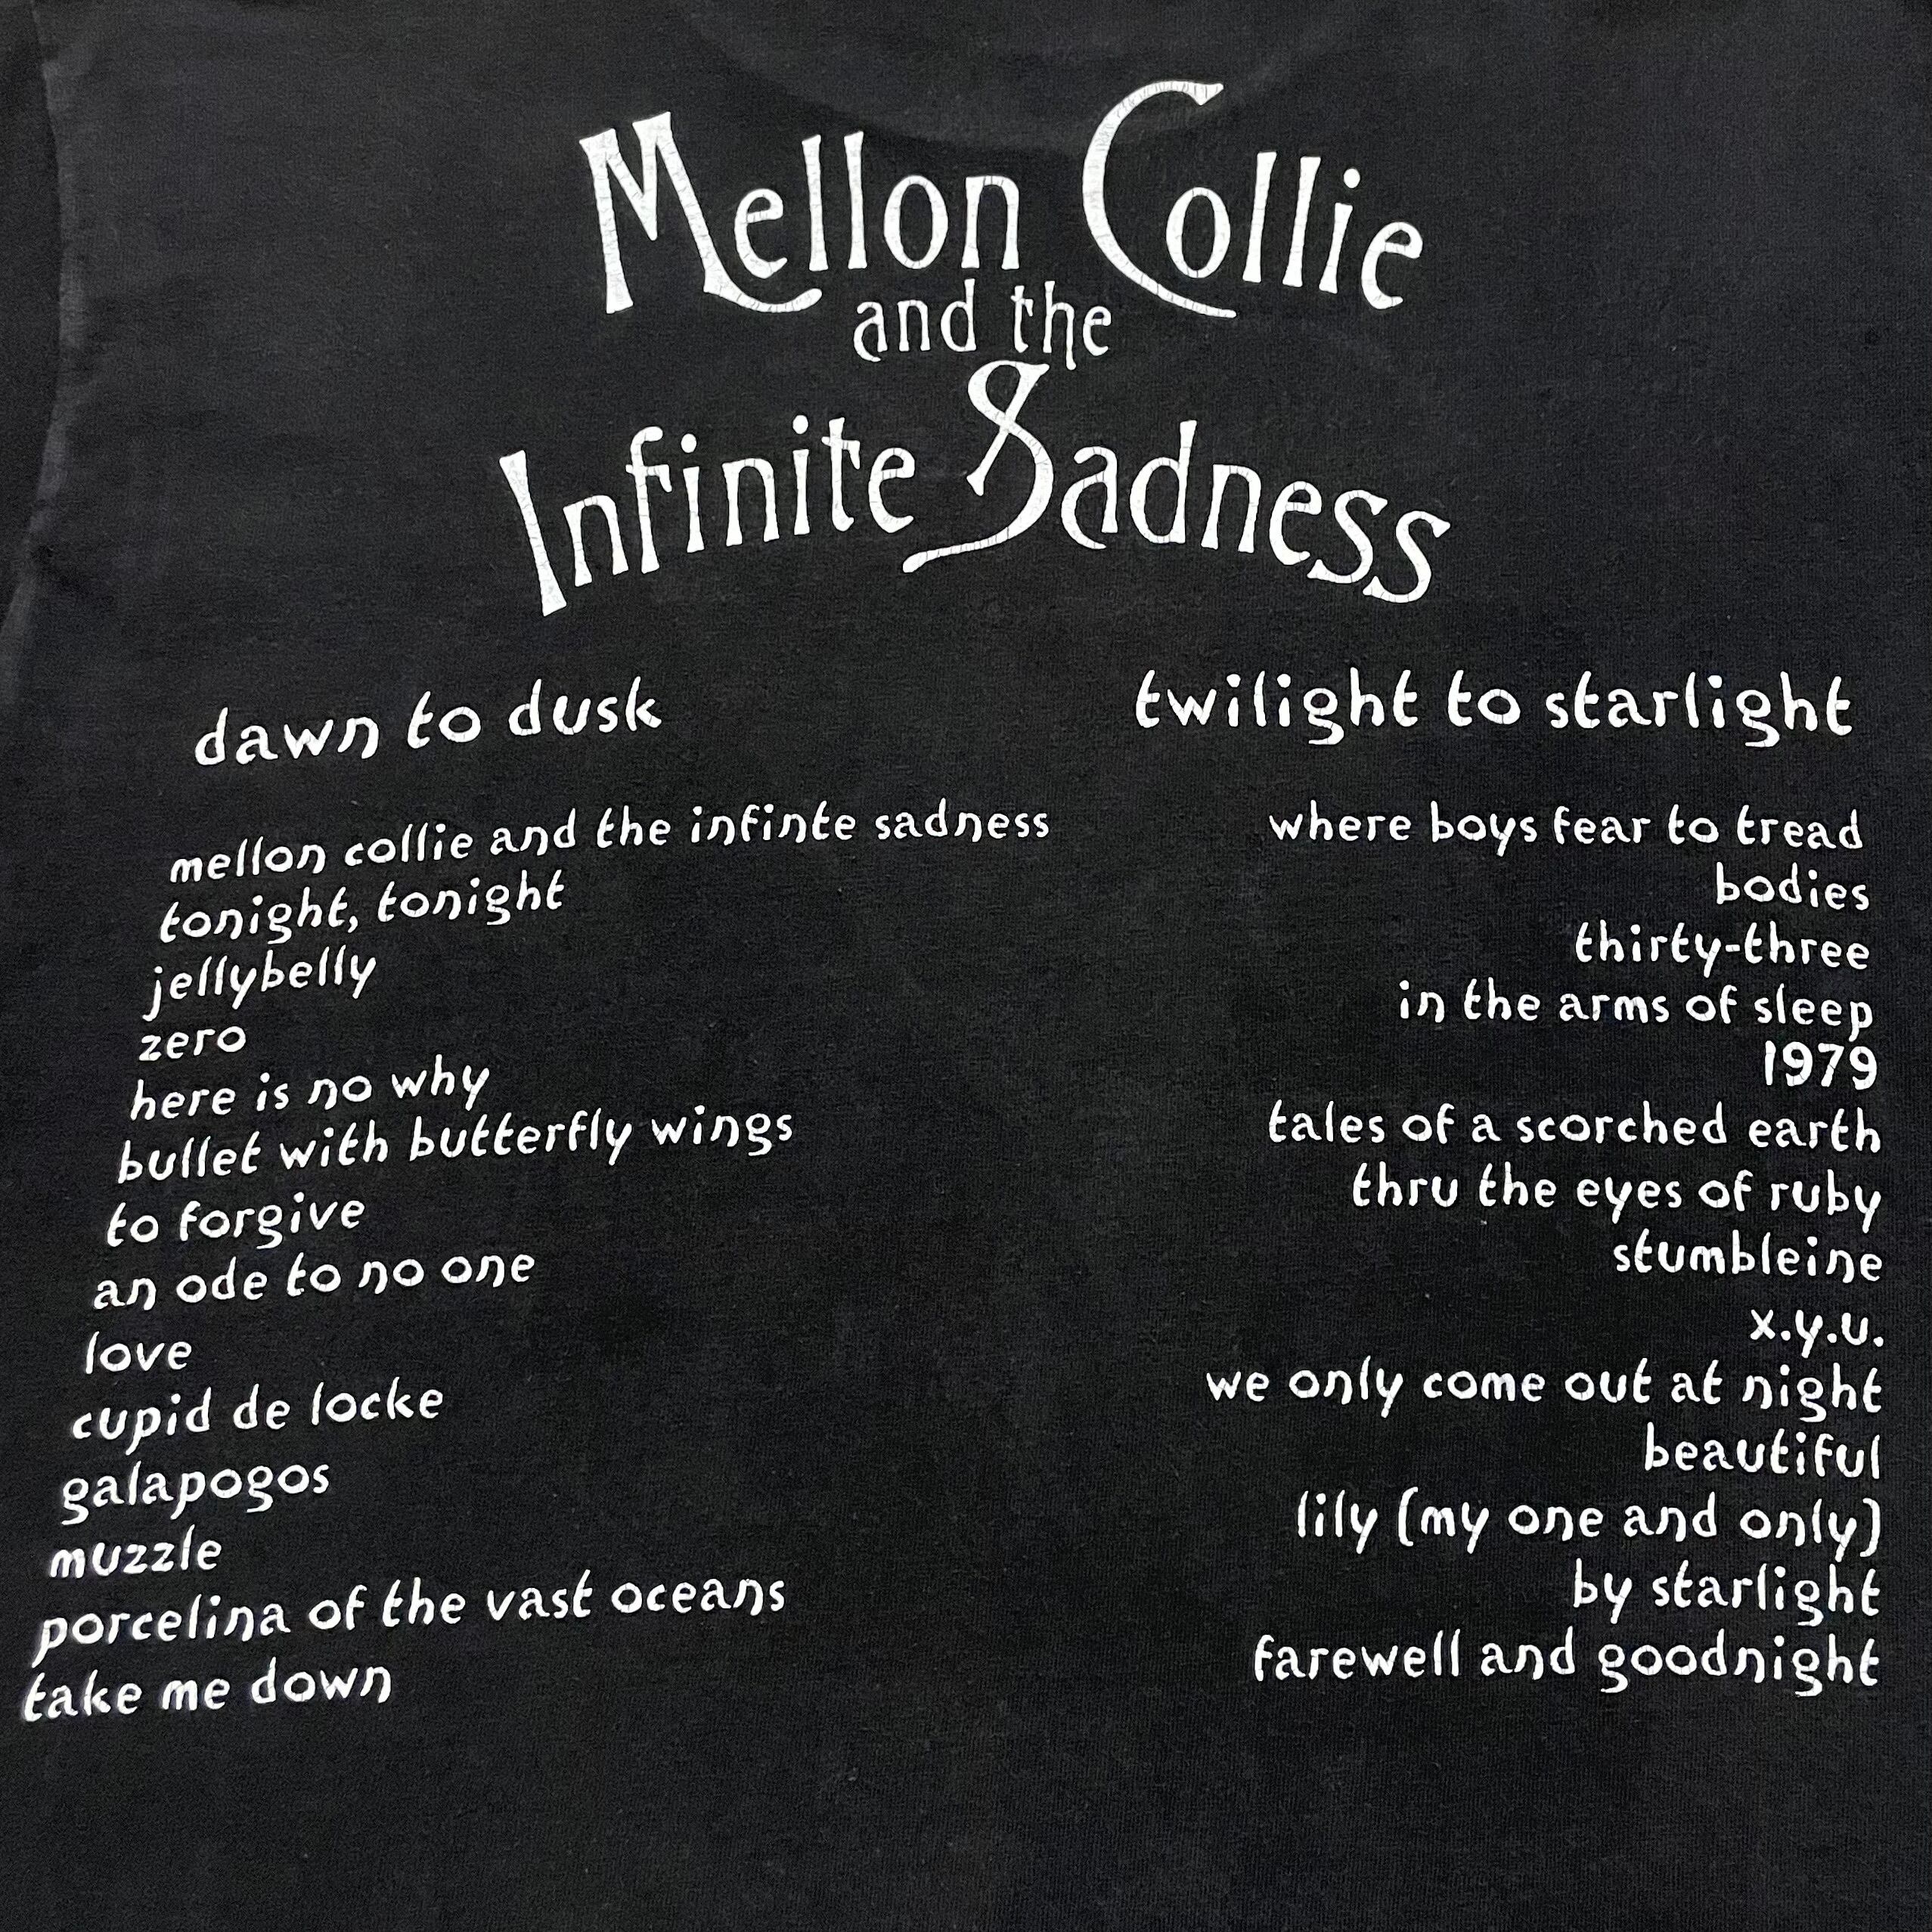 Mellon Collie
and the
Infinite Sadness
dawn to dusk
mellon collie and the infinte sadness
tonight, tonight
jellybelly
zero
here is no why
bullet with butterfly wings
to forgive
an ode to no one
love
cupid de locke
galapogos
muzzle
porcelina of the vast oceans
take me down
twilight to starlight
where boys fear to tread
bodies
thirty-three
in the arms of sleep
1979
tales of a scorched earth
thru the eyes of ruby
stumbleine
x.y.u.
we only come out at night
beautiful
lily (my one and only)
by starlight
farewell and goodnight